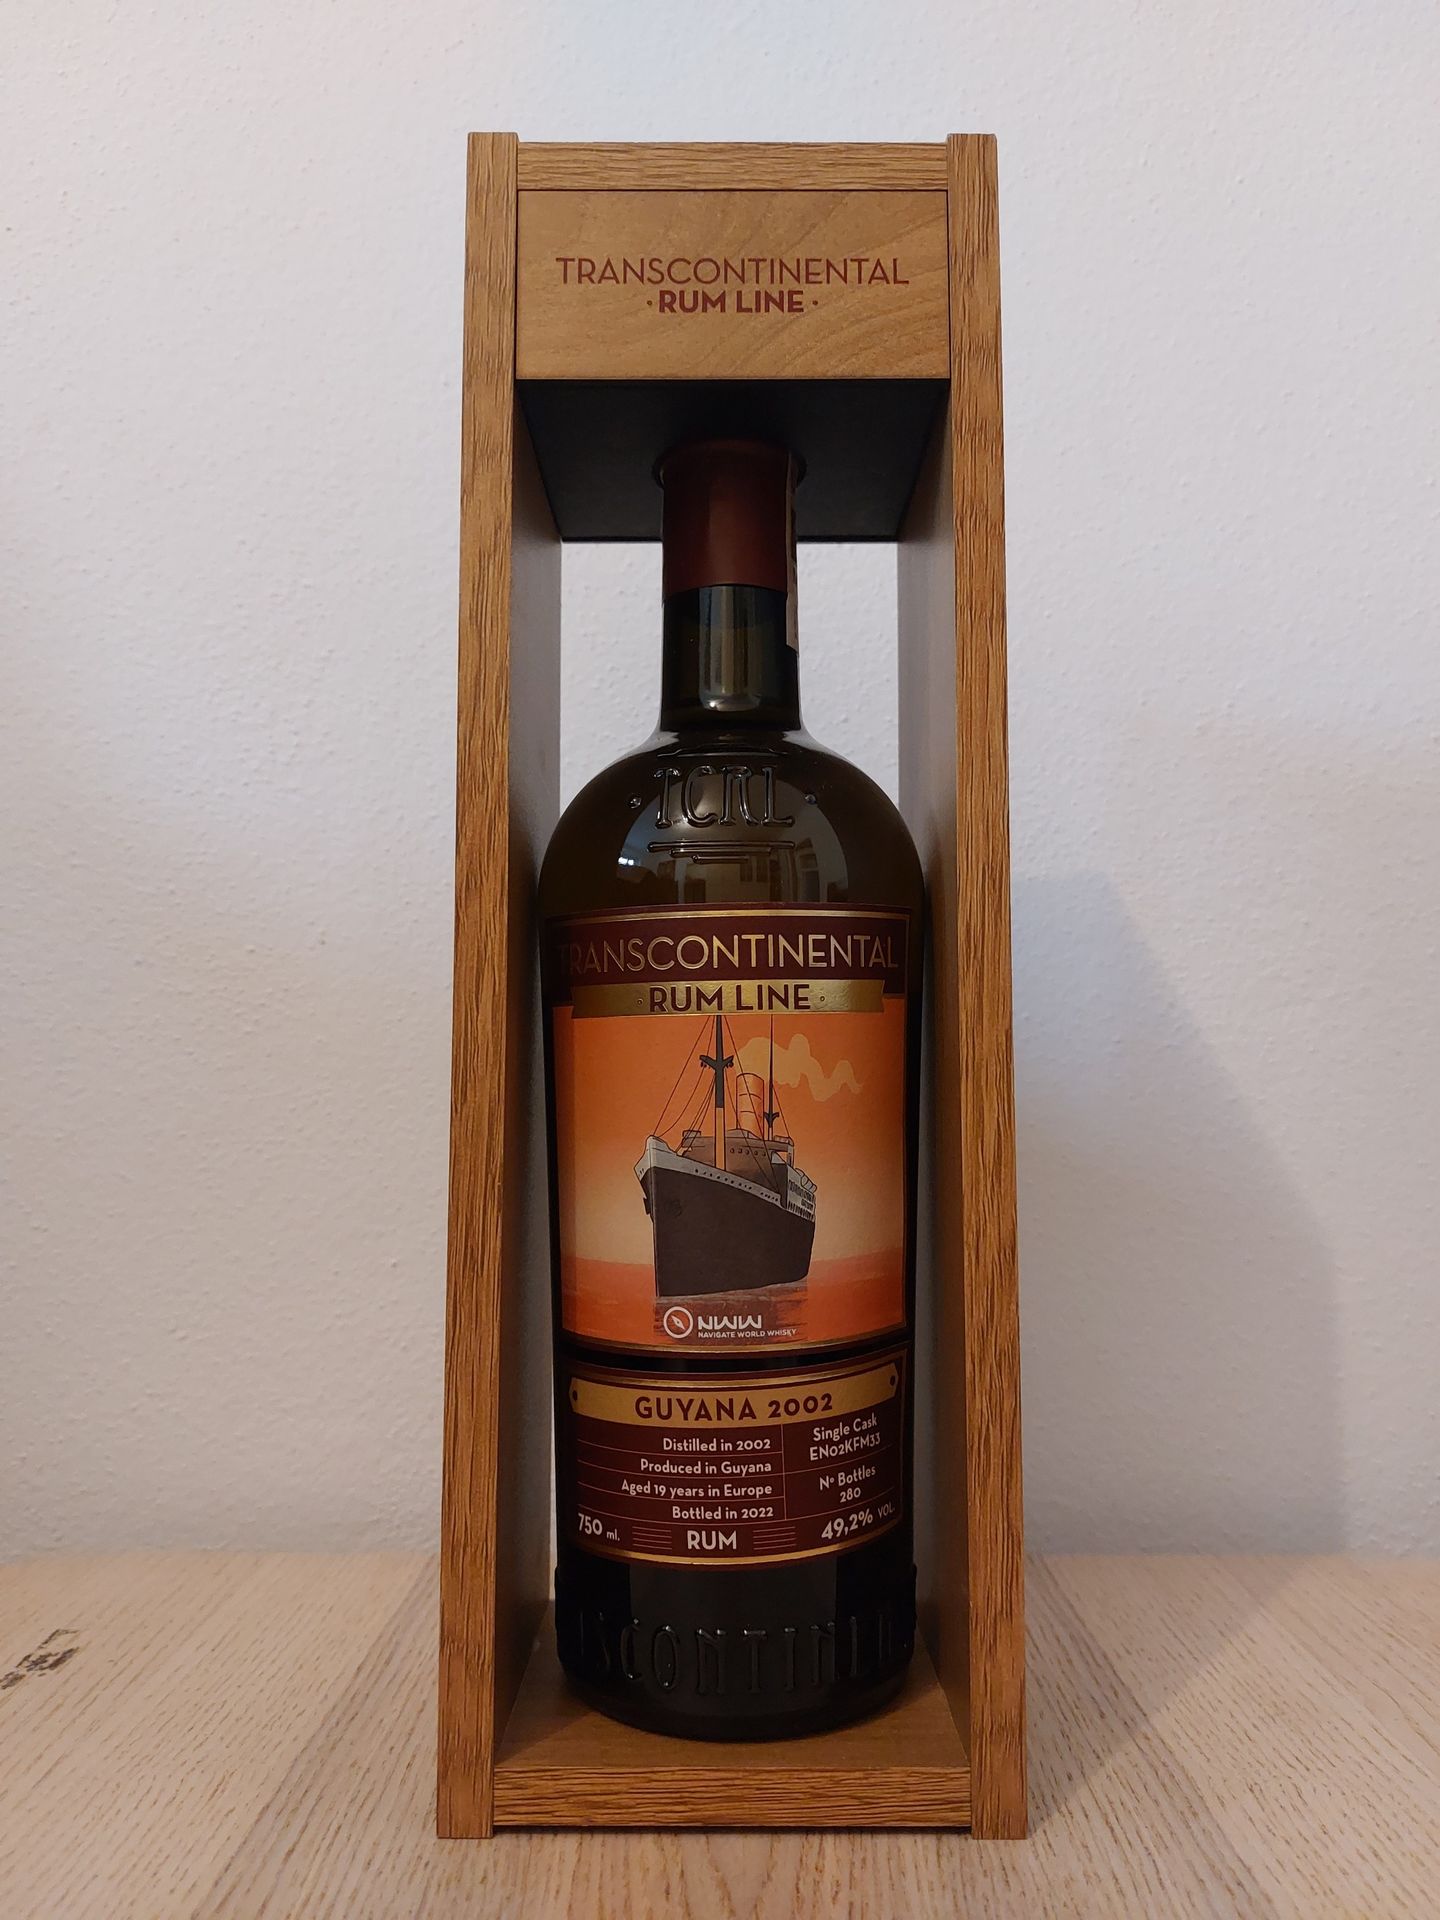 TRANSCONTINENTAL
· RUM LINE ·
· TCRL ·
TRANSCONTINENTAL
· RUM LINE ·
NWW
NAVIGATE WORLD WHISKY
GUYANA 2002
Distilled in 2002
Produced in Guyana
Aged 19 years in Europe
Bottled in 2022
Single Cask
EN02KFM33
Nº Bottles
280
750 ml.
RUM
49,2% VOL.
SCONTINE